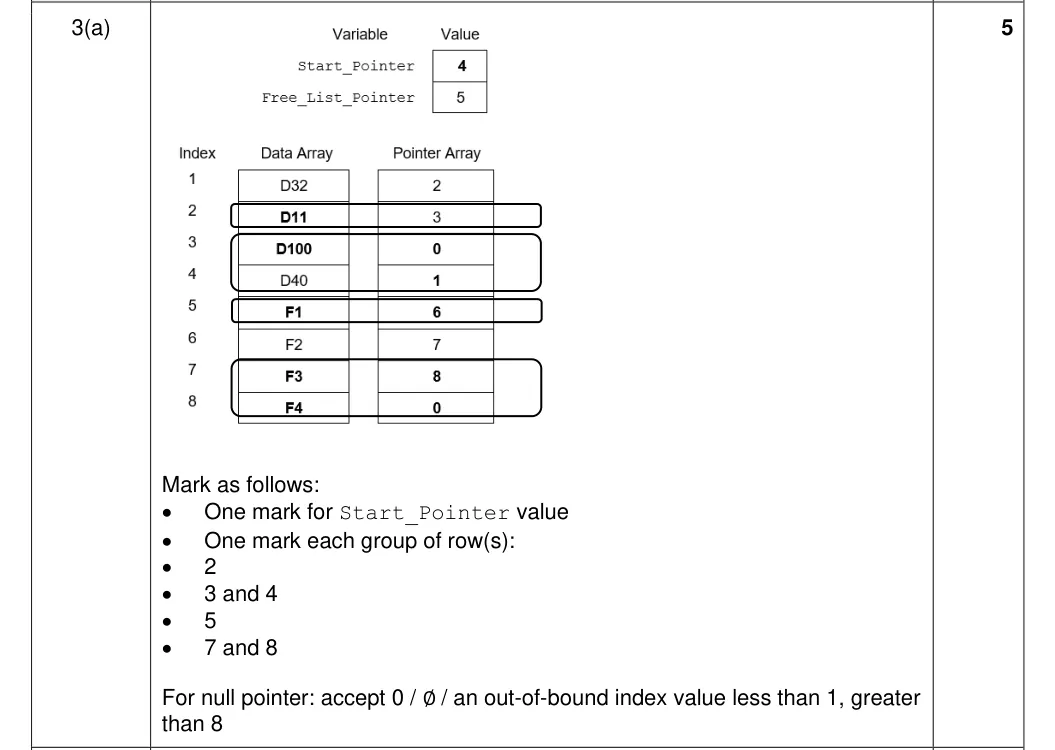 3(a)
5
Variable Value
Start_Pointer 4
Free_List_Pointer 5
Index Data Array Pointer Array
1 D32 2
2 D11 3
3 D100 0
4 D40 1
5 F1 6
6 F2 7
7 F3 8
8 F4 0
Mark as follows:
• One mark for Start_Pointer value
• One mark each group of row(s):
• 2
• 3 and 4
• 5
• 7 and 8
For null pointer: accept 0 / ∅ / an out-of-bound index value less than 1, greater
than 8